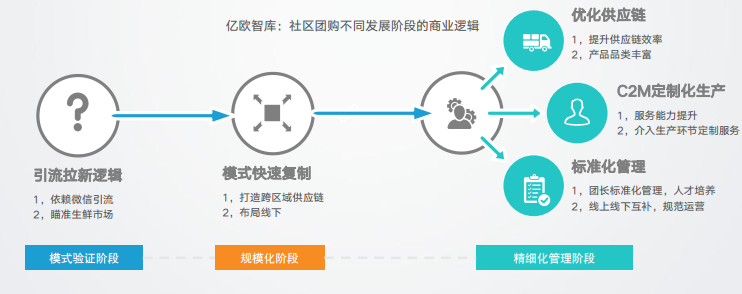 亿欧智库：社区团购不同发展阶段的商业逻辑
引流拉新逻辑
1，依赖微信引流
2，瞄准生鲜市场
模式快速复制
1，打造跨区域供应链
2，布局线下
优化供应链
1，提升供应链效率
2，产品品类丰富
C2M定制化生产
1，服务能力提升
2，介入生产环节定制服务
标准化管理
1，团长标准化管理，人才培养
2，线上线下互补，规范运营
模式验证阶段
规模化阶段
精细化管理阶段